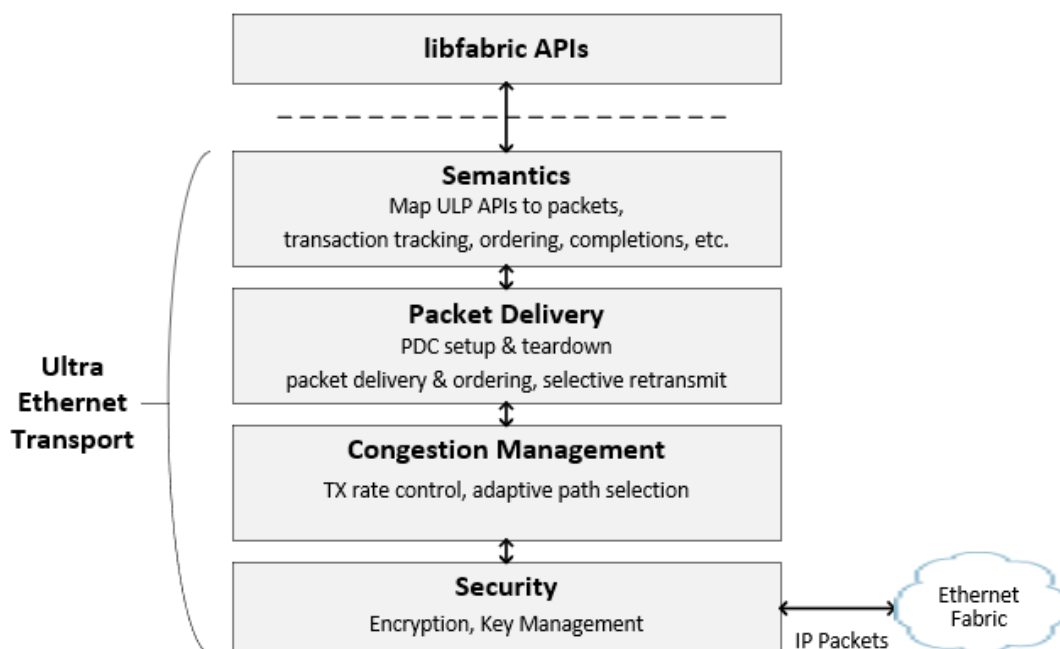 libfabric APIs
Semantics
Map ULP APIs to packets,
transaction tracking, ordering, completions, etc.
Packet Delivery
PDC setup & teardown
packet delivery & ordering, selective retransmit
Ultra
Ethernet
Transport
Congestion Management
TX rate control, adaptive path selection
Security
Encryption, Key Management
IP Packets
Ethernet
Fabric